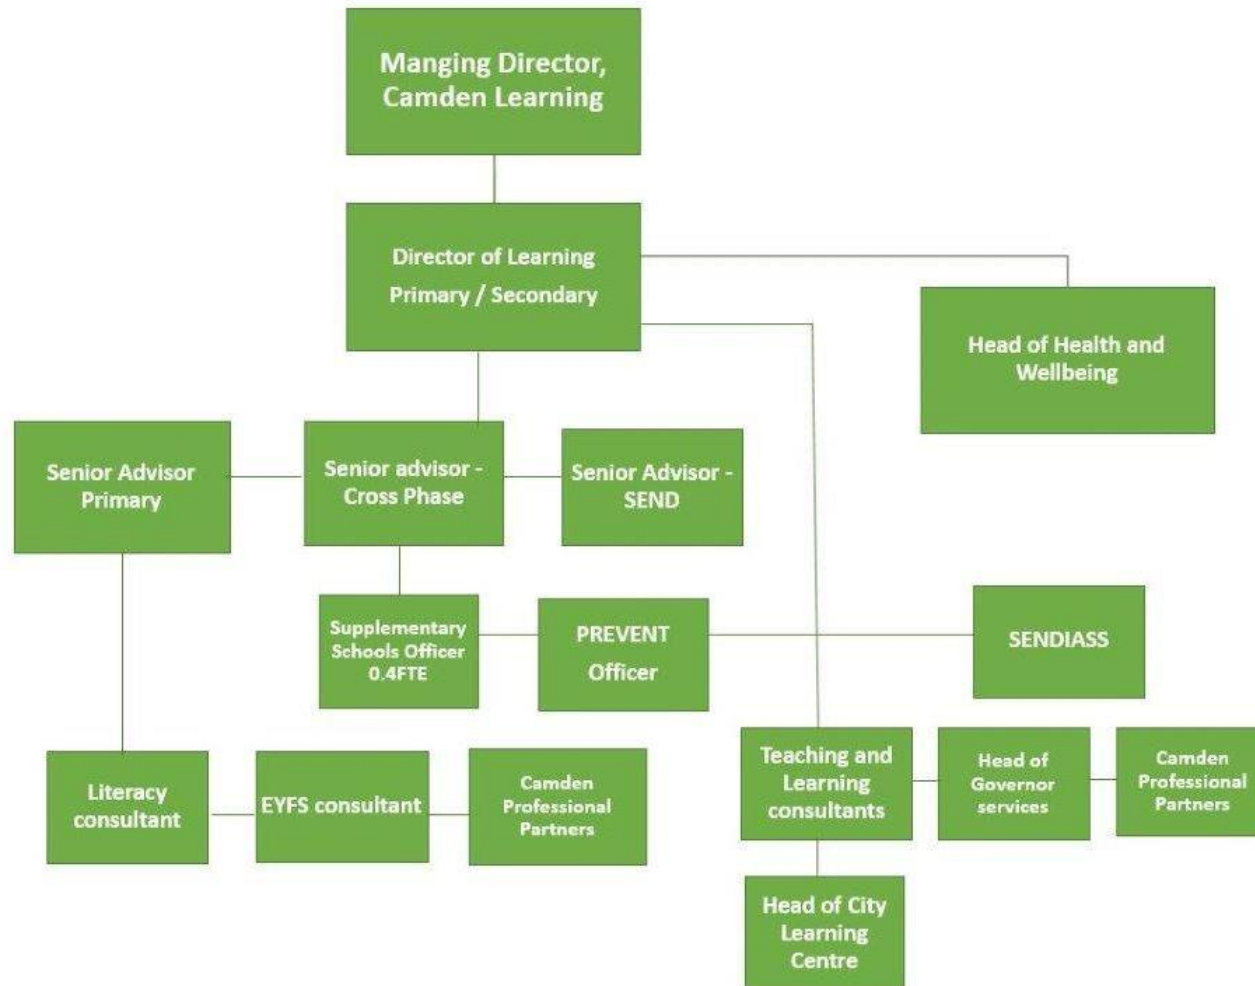 Manging Director,
Camden Learning
Director of Learning
Primary / Secondary
Head of Health and
Wellbeing
Senior Advisor
Primary
Senior advisor -
Cross Phase
Senior Advisor -
SEND
Supplementary
Schools Officer
0.4FTE
PREVENT
Officer
SENDIASS
Literacy
consultant
EYFS consultant
Camden
Professional
Partners
Teaching and
Learning
consultants
Head of
Governor
services
Camden
Professional
Partners
Head of City
Learning
Centre